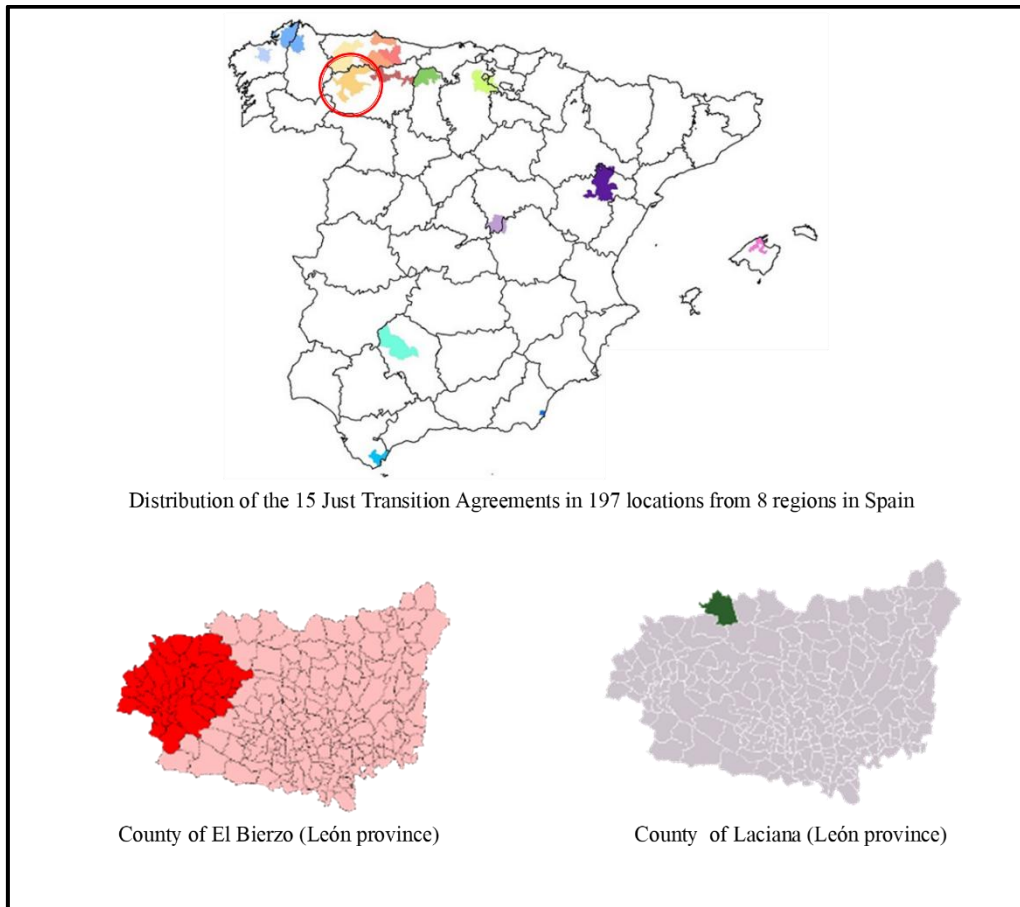 Distribution of the 15 Just Transition Agreements in 197 locations from 8 regions in Spain
County of El Bierzo (León province)
County of Laciana (León province)